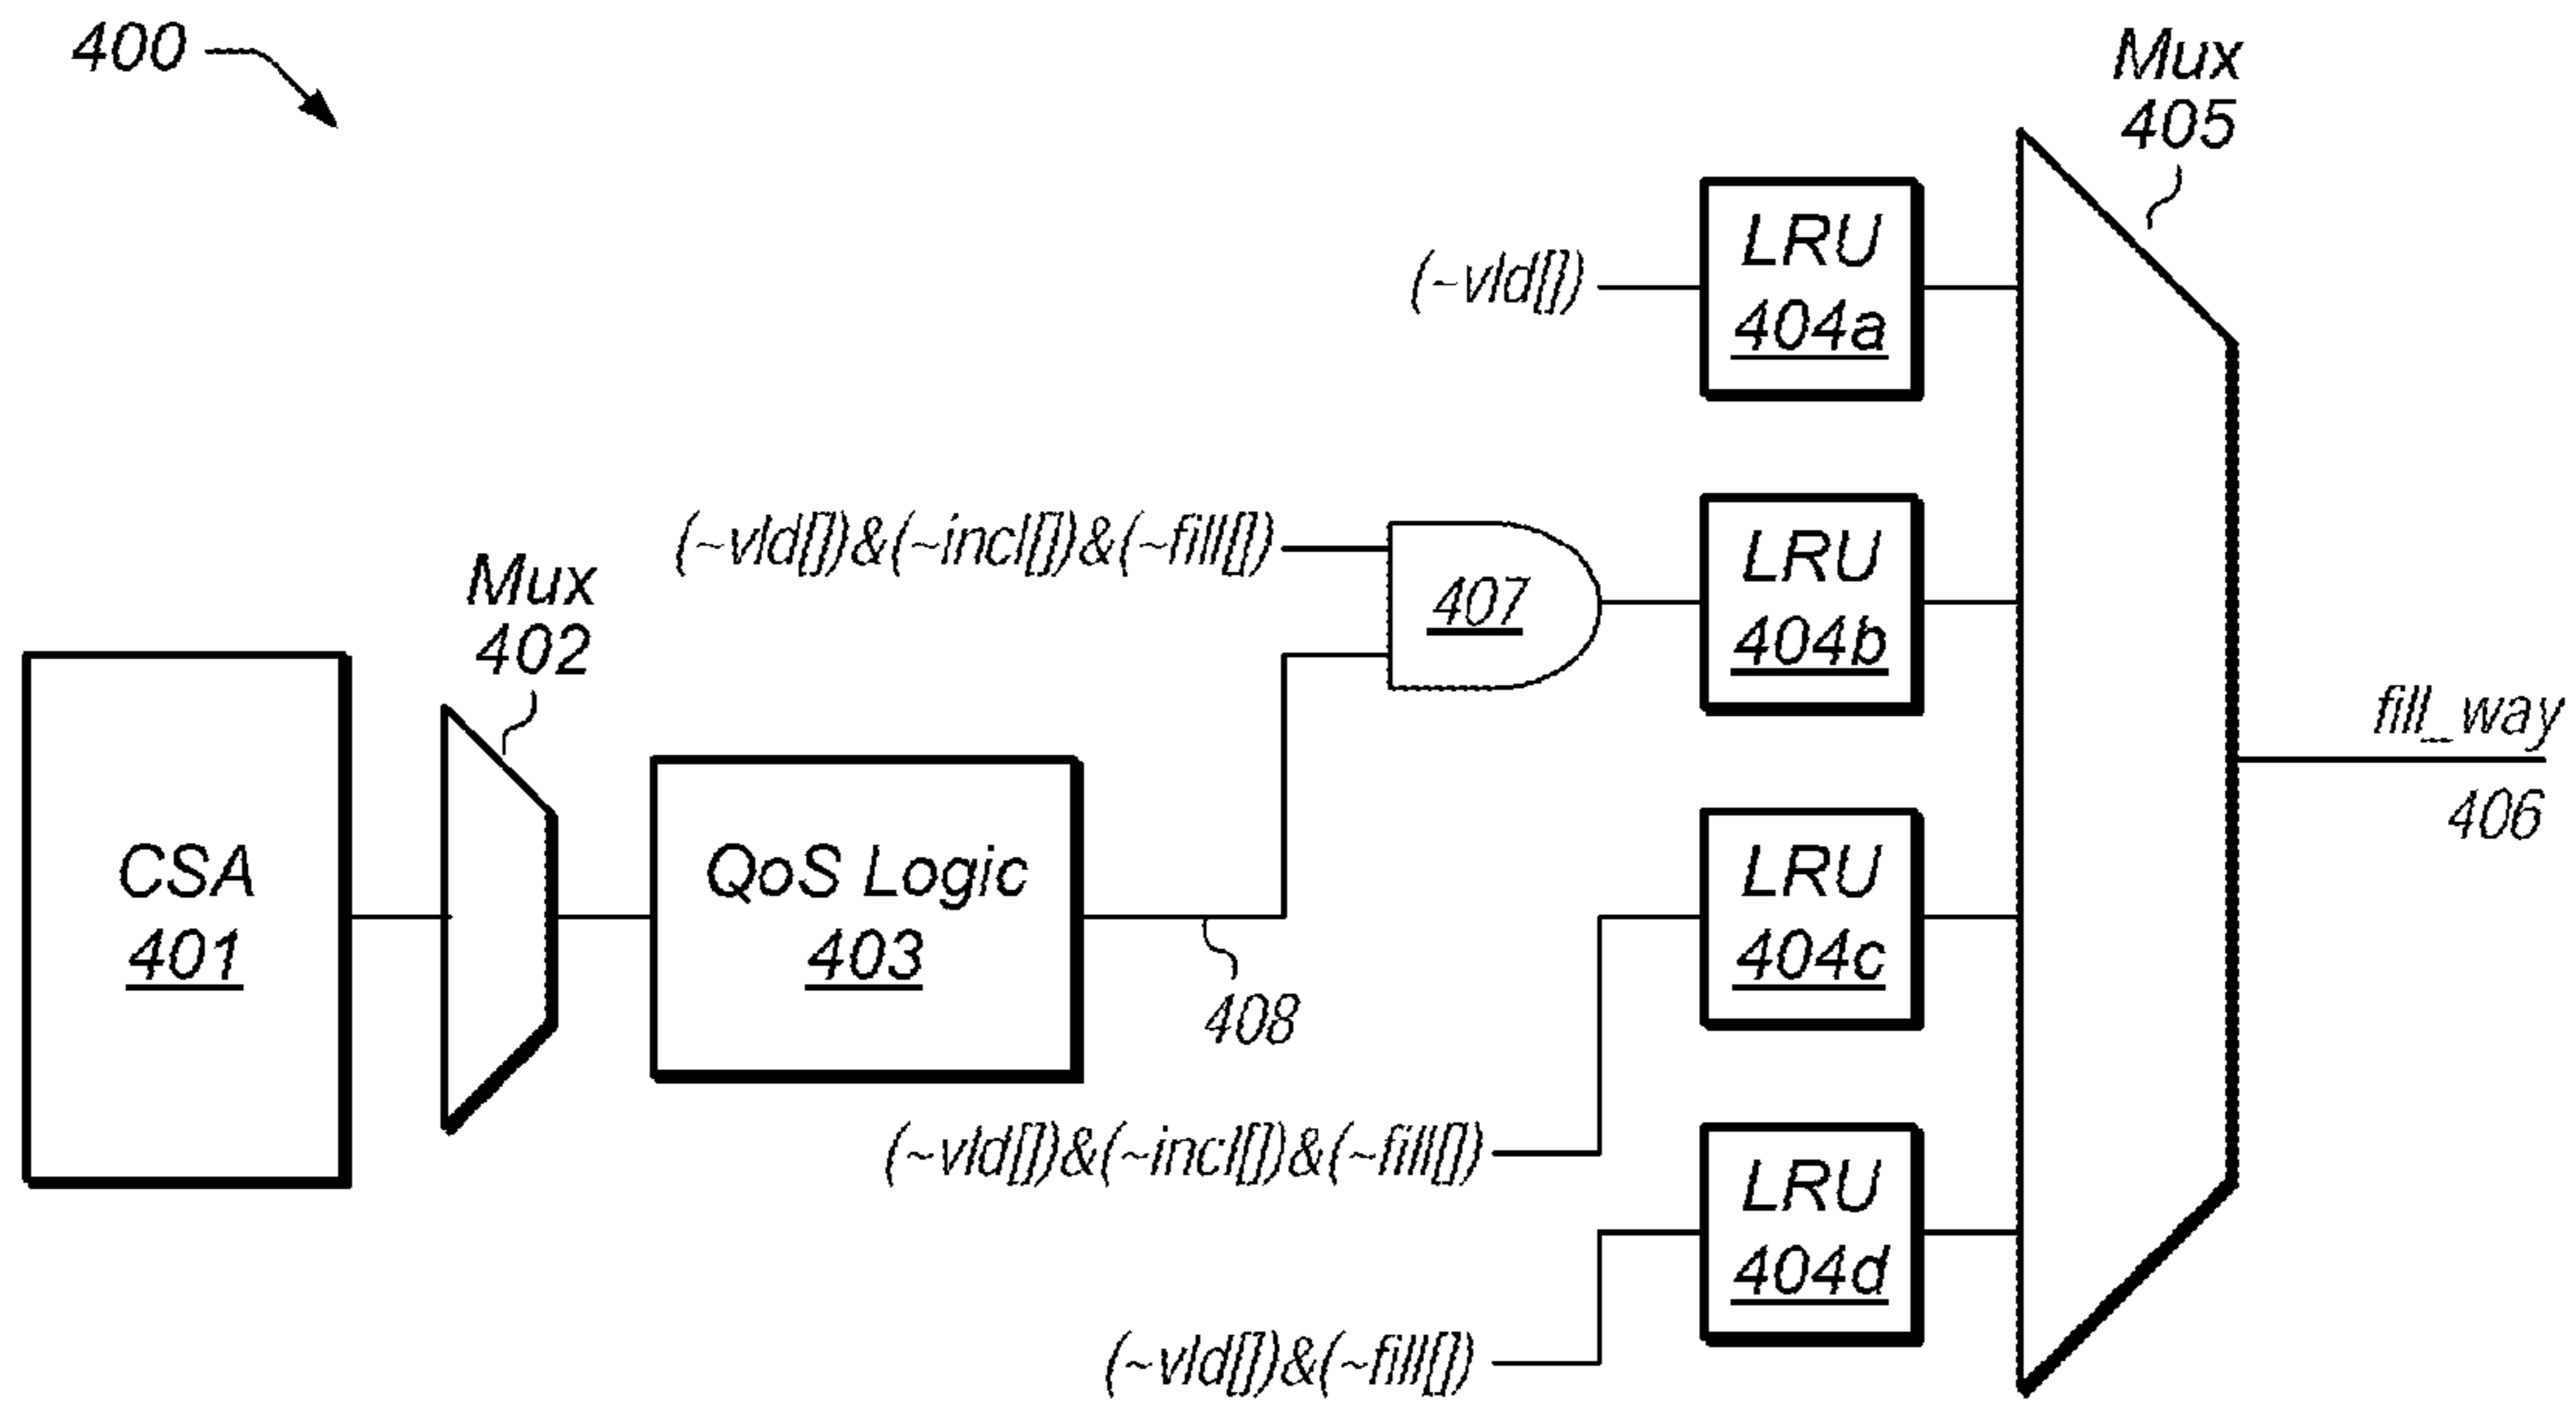 400
Mux
405
LRU
404a
(~vld[])
(~vld[])&(~incl[])&(~fill[])
407
LRU
404b
Mux
402
fill_way
406
CSA
401
QoS Logic
403
408
LRU
404c
(~vld[])&(~incl[])&(~fill[])
LRU
404d
(~vld[])&(~fill[])